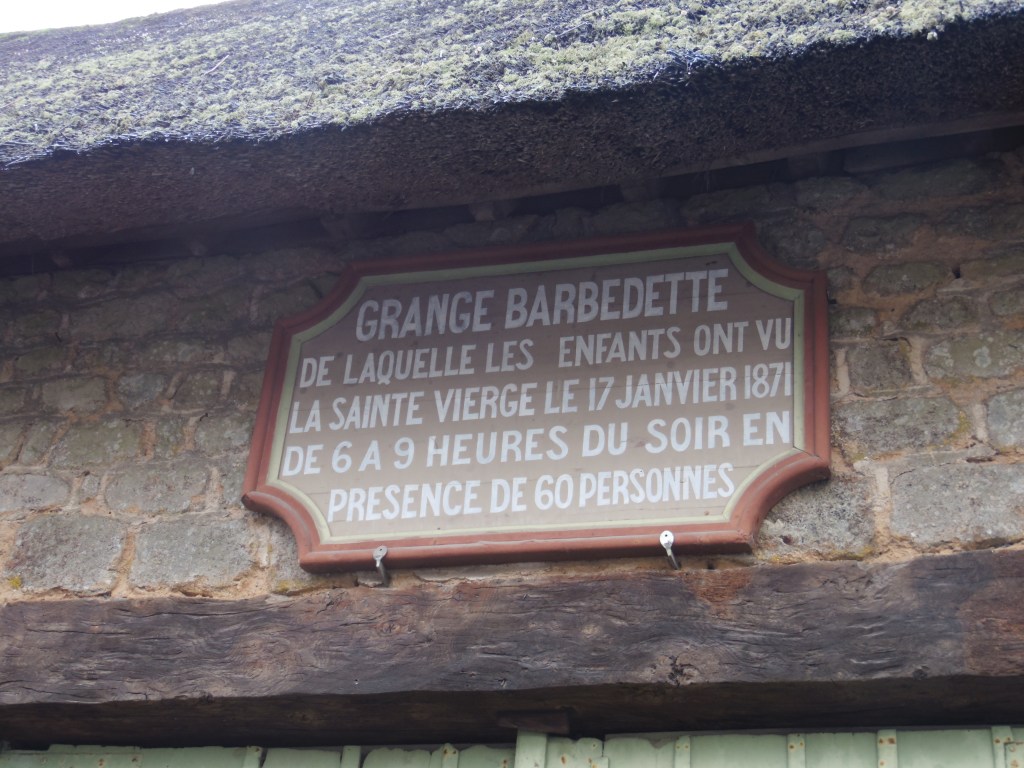 GRANGE BARBEDETTE
DE LAQUELLE LES ENFANTS ONT VU
LA SAINTE VIERGE LE 17 JANVIER 1871
DE 6 A 9 HEURES DU SOIR EN
PRESENCE DE 60 PERSONNES